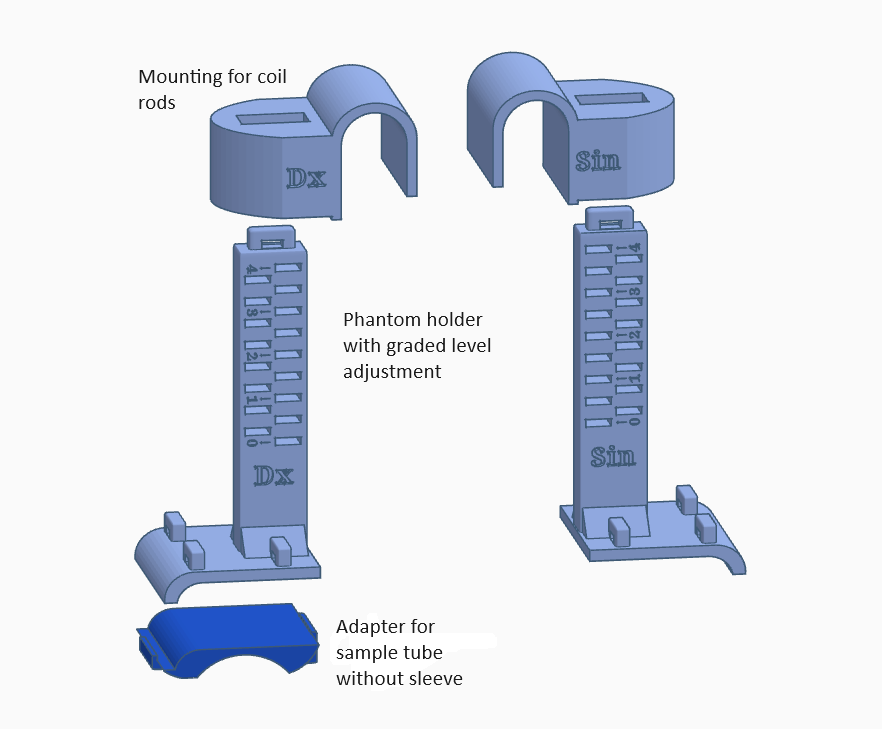 Mounting for coil
rods
Dx
Sin
4
3
2
1
0
Dx
4
3
2
1
0
Sin
Phantom holder
with graded level
adjustment
Adapter for
sample tube
without sleeve